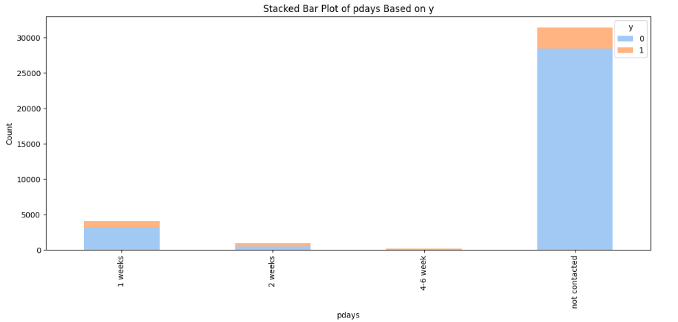 Stacked Bar Plot of pdays Based on y
y
0
1
30000
25000
20000
15000
10000
5000
0
Count
1 weeks
2 weeks
4-6 week
not contacted
pdays